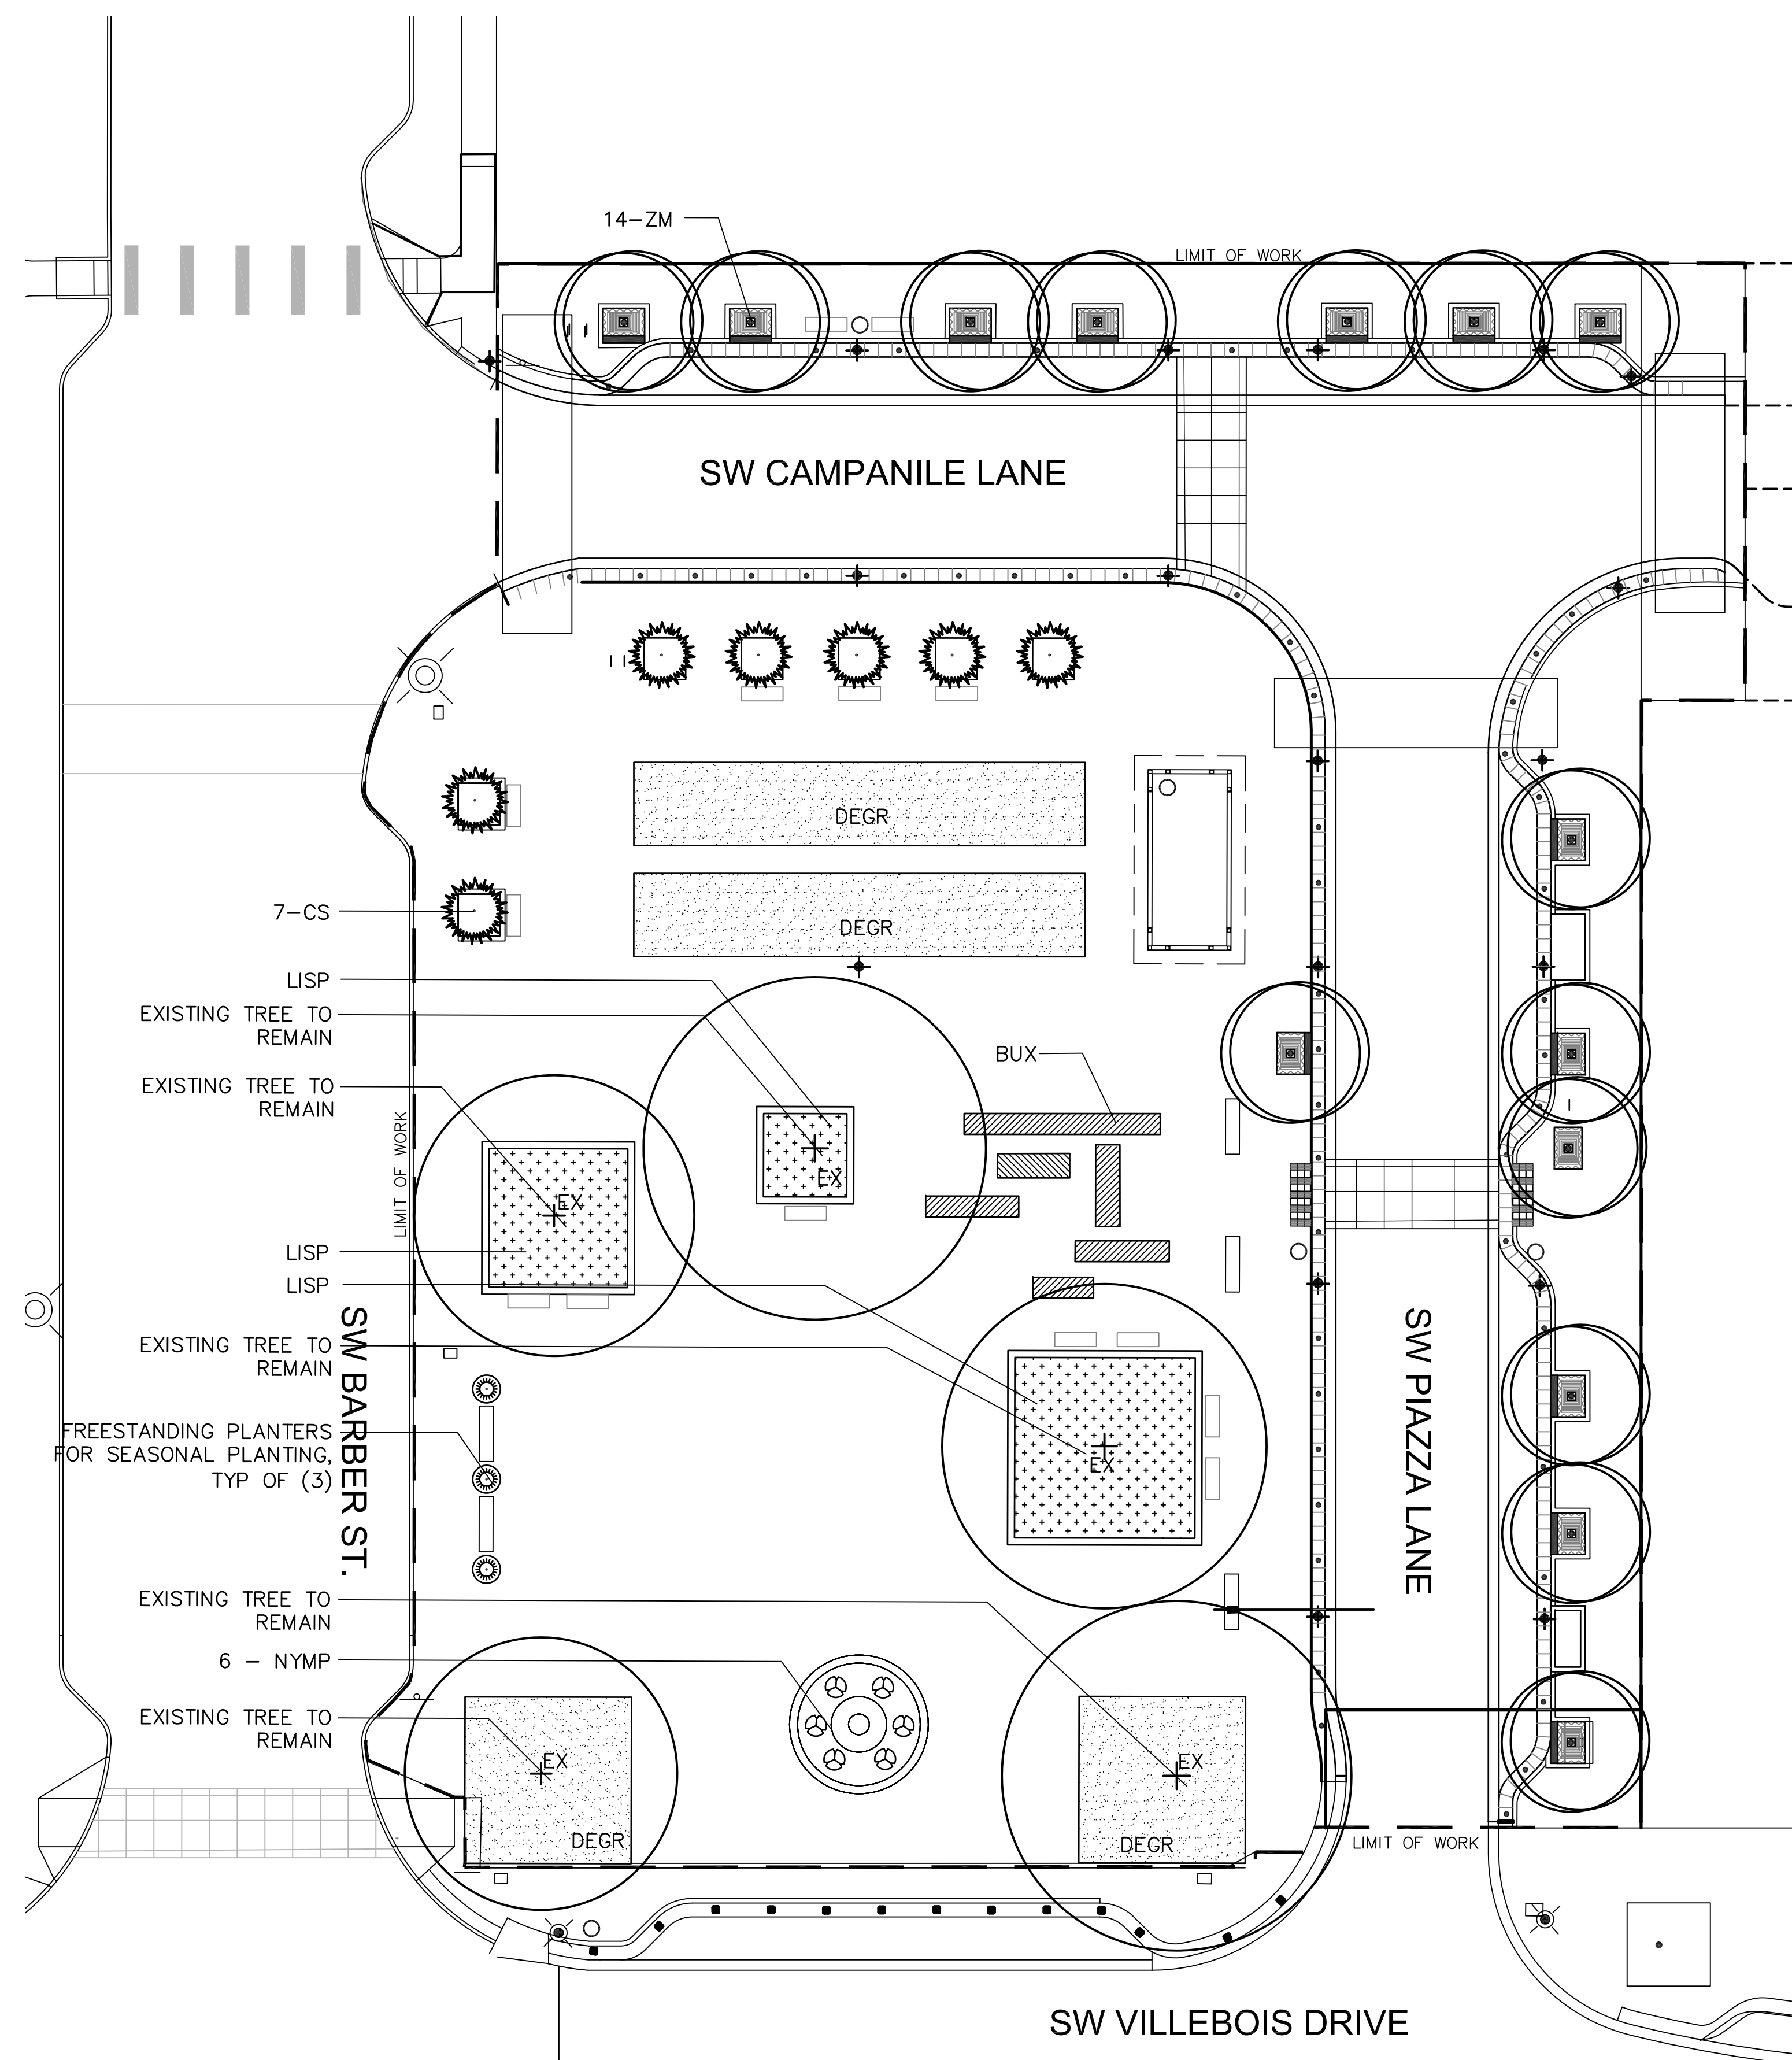 14-ZM
LIMIT OF WORK
SW CAMPANILE LANE
DEGR
DEGR
7-CS
LISP
EXISTING TREE TO
REMAIN
BUX
EXISTING TREE TO
REMAIN
LIMIT OF WORK
EX
EX
LISP
LISP
SW BARBER ST.
SW PIAZZA LANE
EXISTING TREE TO
REMAIN
FREESTANDING PLANTERS
FOR SEASONAL PLANTING,
TYP OF (3)
EX
EXISTING TREE TO
REMAIN
6 - NYMP
EXISTING TREE TO
REMAIN
EX
EX
DEGR
DEGR
LIMIT OF WORK
SW VILLEBOIS DRIVE